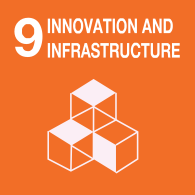 9 INNOVATION AND
INFRASTRUCTURE